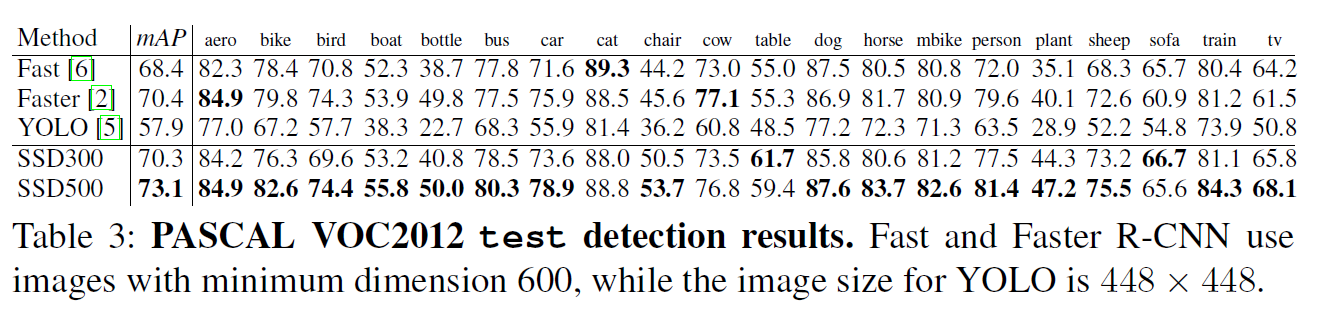 Method mAP aero bike bird boat bottle bus car cat chair cow table dog horse mbike person plant sheep sofa train tv
Fast [6] 68.4 82.3 78.4 70.8 52.3 38.7 77.8 71.6 89.3 44.2 73.0 55.0 87.5 80.5 80.8 72.0 35.1 68.3 65.7 80.4 64.2
Faster [2] 70.4 84.9 79.8 74.3 53.9 49.8 77.5 75.9 88.5 45.6 77.1 55.3 86.9 81.7 80.9 79.6 40.1 72.6 60.9 81.2 61.5
YOLO [5] 57.9 77.0 67.2 57.7 38.3 22.7 68.3 55.9 81.4 36.2 60.8 48.5 77.2 72.3 71.3 63.5 28.9 52.2 54.8 73.9 50.8
SSD300 70.3 84.2 76.3 69.6 53.2 40.8 78.5 73.6 88.0 50.5 73.5 61.7 85.8 80.6 81.2 77.5 44.3 73.2 66.7 81.1 65.8
SSD500 73.1 84.9 82.6 74.4 55.8 50.0 80.3 78.9 88.8 53.7 76.8 59.4 87.6 83.7 82.6 81.4 47.2 75.5 65.6 84.3 68.1
Table 3: PASCAL VOC2012 test detection results. Fast and Faster R-CNN use
images with minimum dimension 600, while the image size for YOLO is 448 × 448.